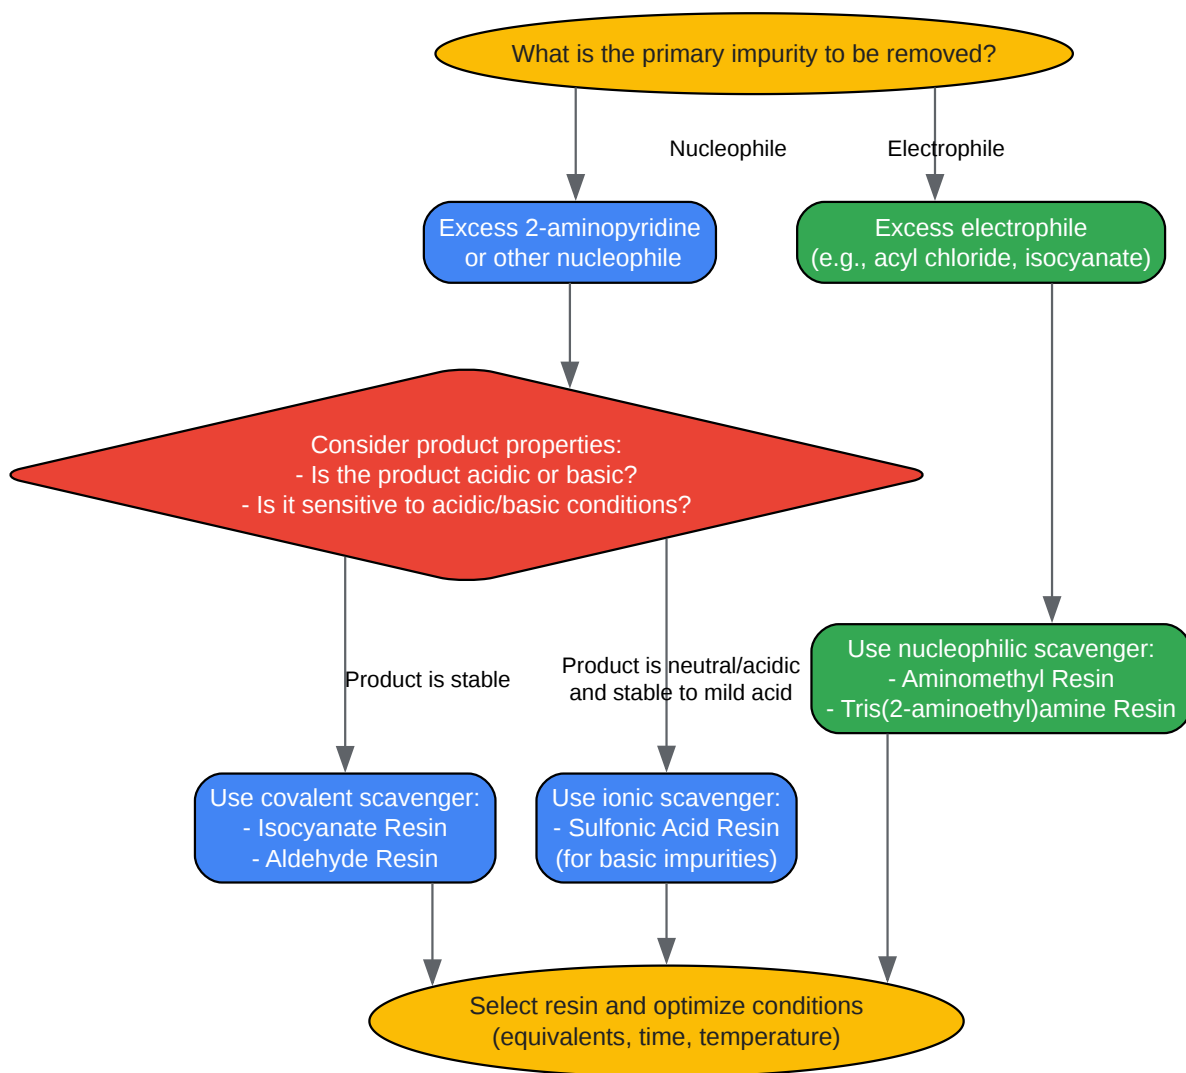 What is the primary impurity to be removed?
Nucleophile
Electrophile
Excess 2-aminopyridine
or other nucleophile
Excess electrophile
(e.g., acyl chloride, isocyanate)
Consider product properties:
- Is the product acidic or basic?
- Is it sensitive to acidic/basic conditions?
Product is stable
Product is neutral/acidic
and stable to mild acid
Use nucleophilic scavenger:
- Aminomethyl Resin
- Tris(2-aminoethyl)amine Resin
Use covalent scavenger:
- Isocyanate Resin
- Aldehyde Resin
Use ionic scavenger:
- Sulfonic Acid Resin
(for basic impurities)
Select resin and optimize conditions
(equivalents, time, temperature)